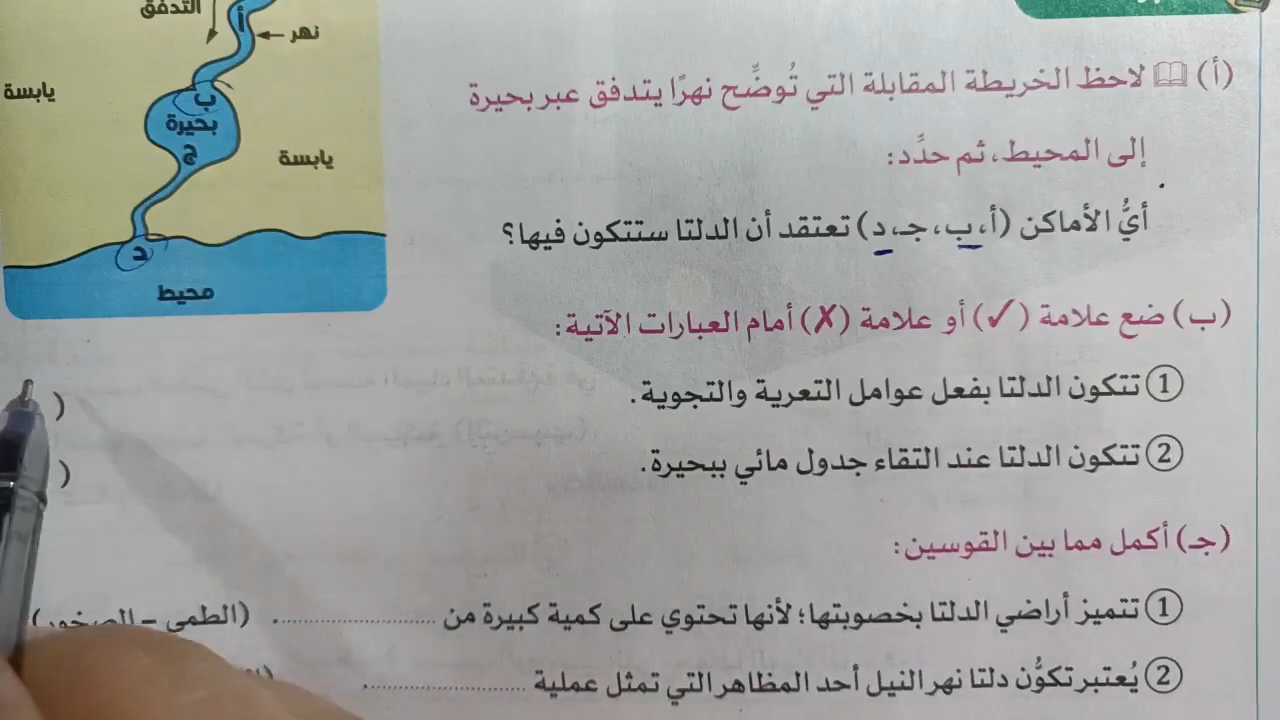 (أ) لاحظ الخريطة المقابلة التي تُوضِّح نهرًا يتدفق عبر بحيرة
إلى المحيط، ثم حدِّد:
أيُّ الأماكن (أ، ب، جـ، د) تعتقد أن الدلتا ستتكون فيها؟
التدفق
أ
نهر
يابسة
ب
بحيرة
ج
يابسة
د
محيط
(ب) ضع علامة (✓) أو علامة (✗) أمام العبارات الآتية:
① تتكون الدلتا بفعل عوامل التعرية والتجوية. (
② تتكون الدلتا عند التقاء جدول مائي ببحيرة. (
(جـ) أكمل مما بين القوسين:
① تتميز أراضي الدلتا بخصوبتها؛ لأنها تحتوي على كمية كبيرة من .................... (الطمي – الصخور)
② يُعتبر تكوُّن دلتا نهر النيل أحد المظاهر التي تمثل عملية ....................